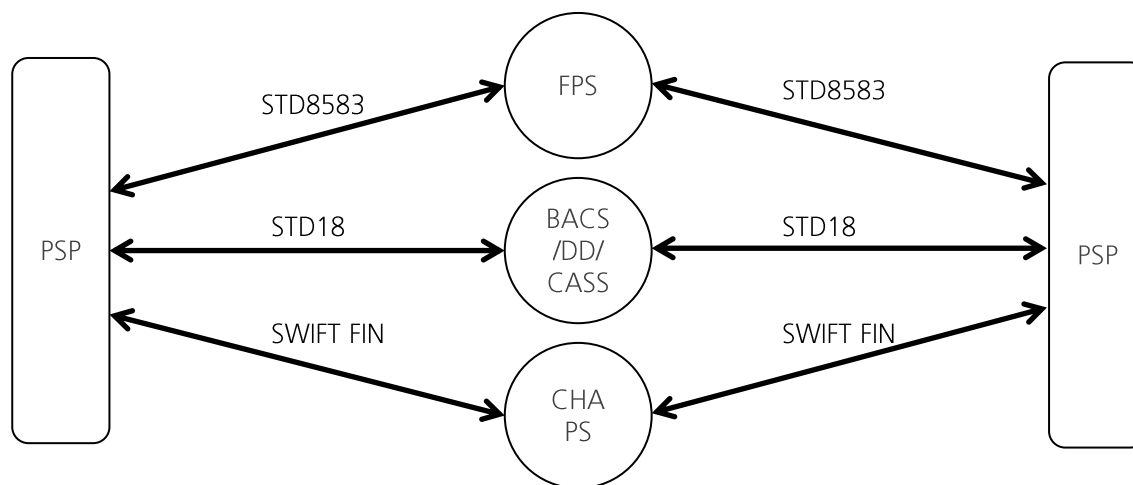 FPS
STD8583
STD8583
PSP
STD18
BACS
/DD/
CASS
STD18
PSP
SWIFT FIN
SWIFT FIN
CHA
PS